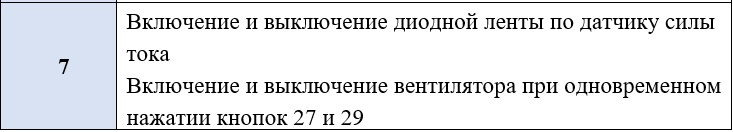 7
Включение и выключение диодной ленты по датчику силы
тока
Включение и выключение вентилятора при одновременном
нажатии кнопок 27 и 29